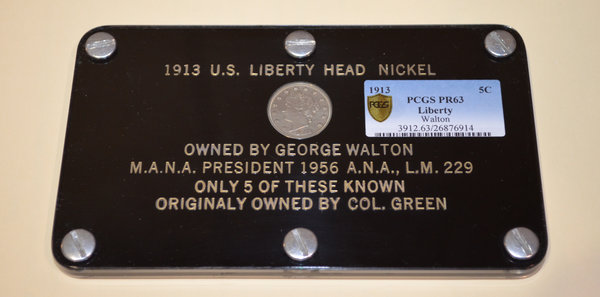 1913 U.S. LIBERTY HEAD NICKEL
1913 5C
PCGS PR63
Liberty
Walton
3912.63/26876914
PCGS
OWNED BY GEORGE WALTON
M.A.N.A. PRESIDENT 1956 A.N.A., L.M. 229
ONLY 5 OF THESE KNOWN
ORIGINALY OWNED BY COL. GREEN